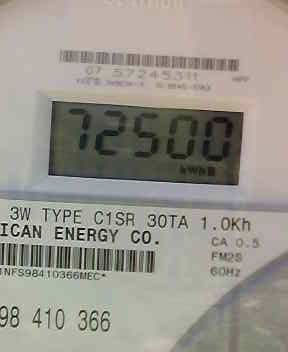 07 57245311
72500
3W TYPE C1SR 30TA 1.0Kh
ICAN ENERGY CO.
CA 0.5
FM2S
1NFS98410366MEC*
60Hz
98 410 366